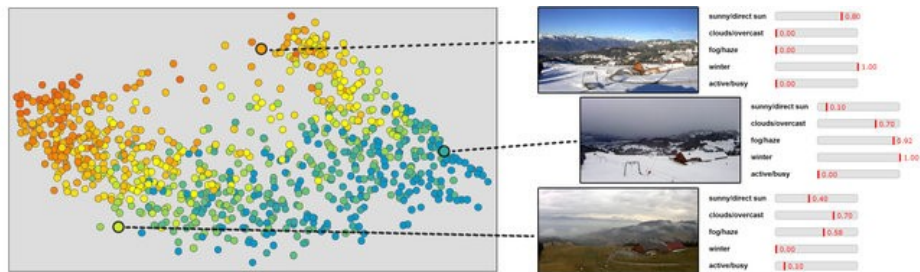 sunny/direct sun 0.80
clouds/overcast 0.00
fog/haze 0.00
winter 1.00
active/busy 0.00
sunny/direct sun 0.10
clouds/overcast 0.70
fog/haze 0.92
winter 1.00
active/busy 0.00
sunny/direct sun 0.40
clouds/overcast 0.70
fog/haze 0.58
winter 0.00
active/busy 0.10